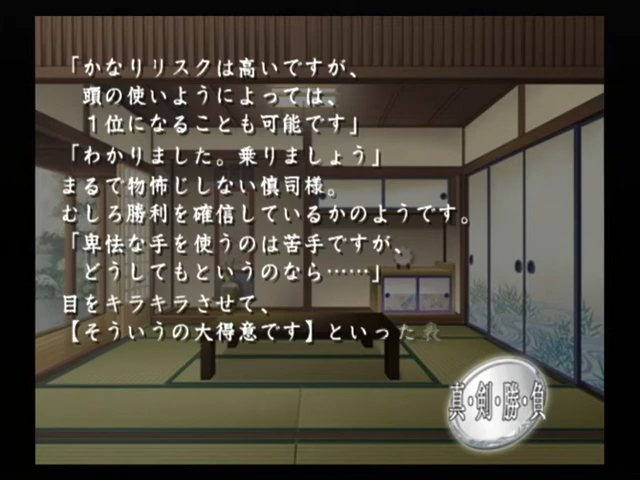 「かなりリスクは高いですが、
頭の使いようによっては、
１位になることも可能です」
「わかりました。乗りましょう」
まるで物怖じしない慎司様。
むしろ勝利を確信しているかのようです。
「卑怯な手を使うのは苦手ですが、
どうしてもというのなら……」
目をキラキラさせて、
【そういうの大得意です】といった
真・剣・勝・負